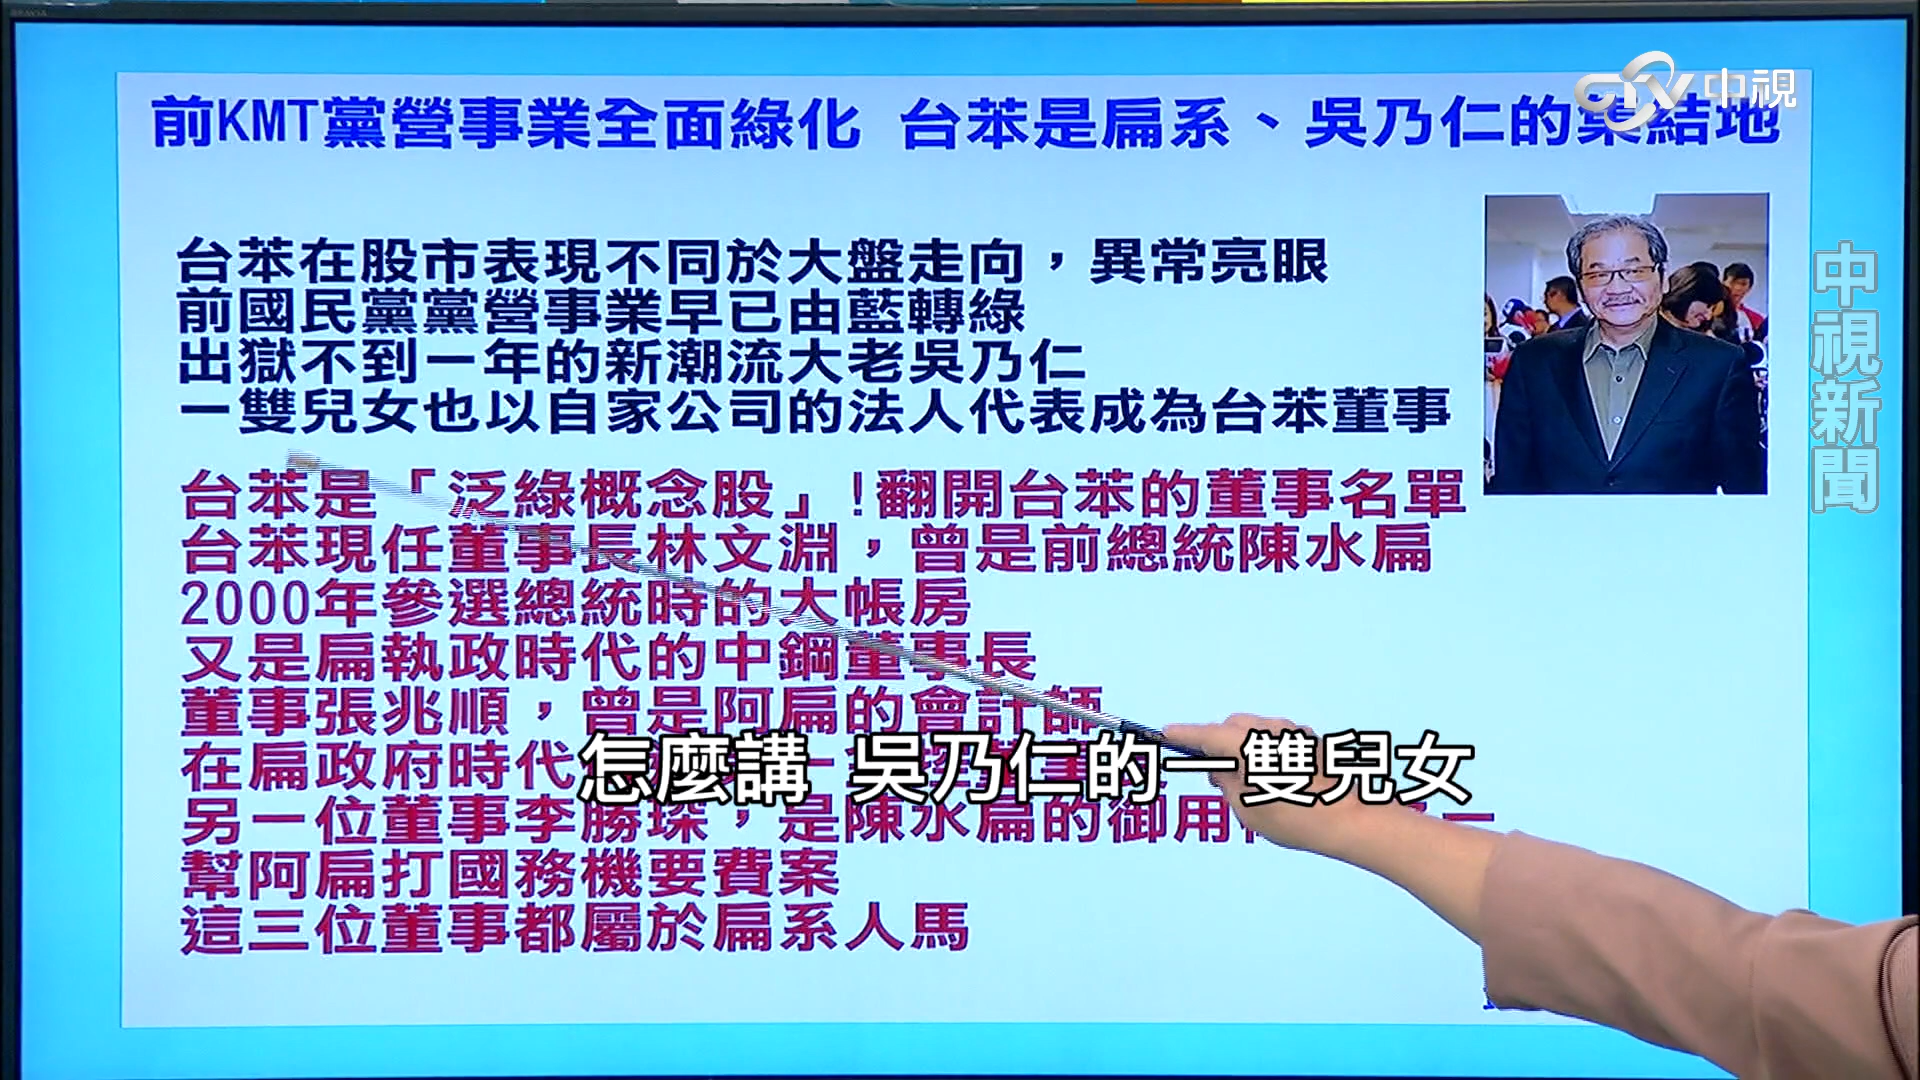 前KMT黨營事業全面綠化 台苯是扁系、吳乃仁的集結地
CTV中視
台苯在股市表現不同於大盤走向，異常亮眼
前國民黨黨營事業早已由藍轉綠
出獄不到一年的新潮流大老吳乃仁
一雙兒女也以自家公司的法人代表成為台苯董事
中視新聞
台苯是「泛綠概念股」!翻開台苯的董事名單
台苯現任董事長林文淵，曾是前總統陳水扁
2000年參選總統時的大帳房
又是扁執政時代的中鋼董事長
董事張兆順，曾是阿扁的會計師
在扁政府時代
怎麼講 吳乃仁的一雙兒女
另一位董事李勝琛，是陳水扁的御用
幫阿扁打國務機要費案
這三位董事都屬於扁系人馬